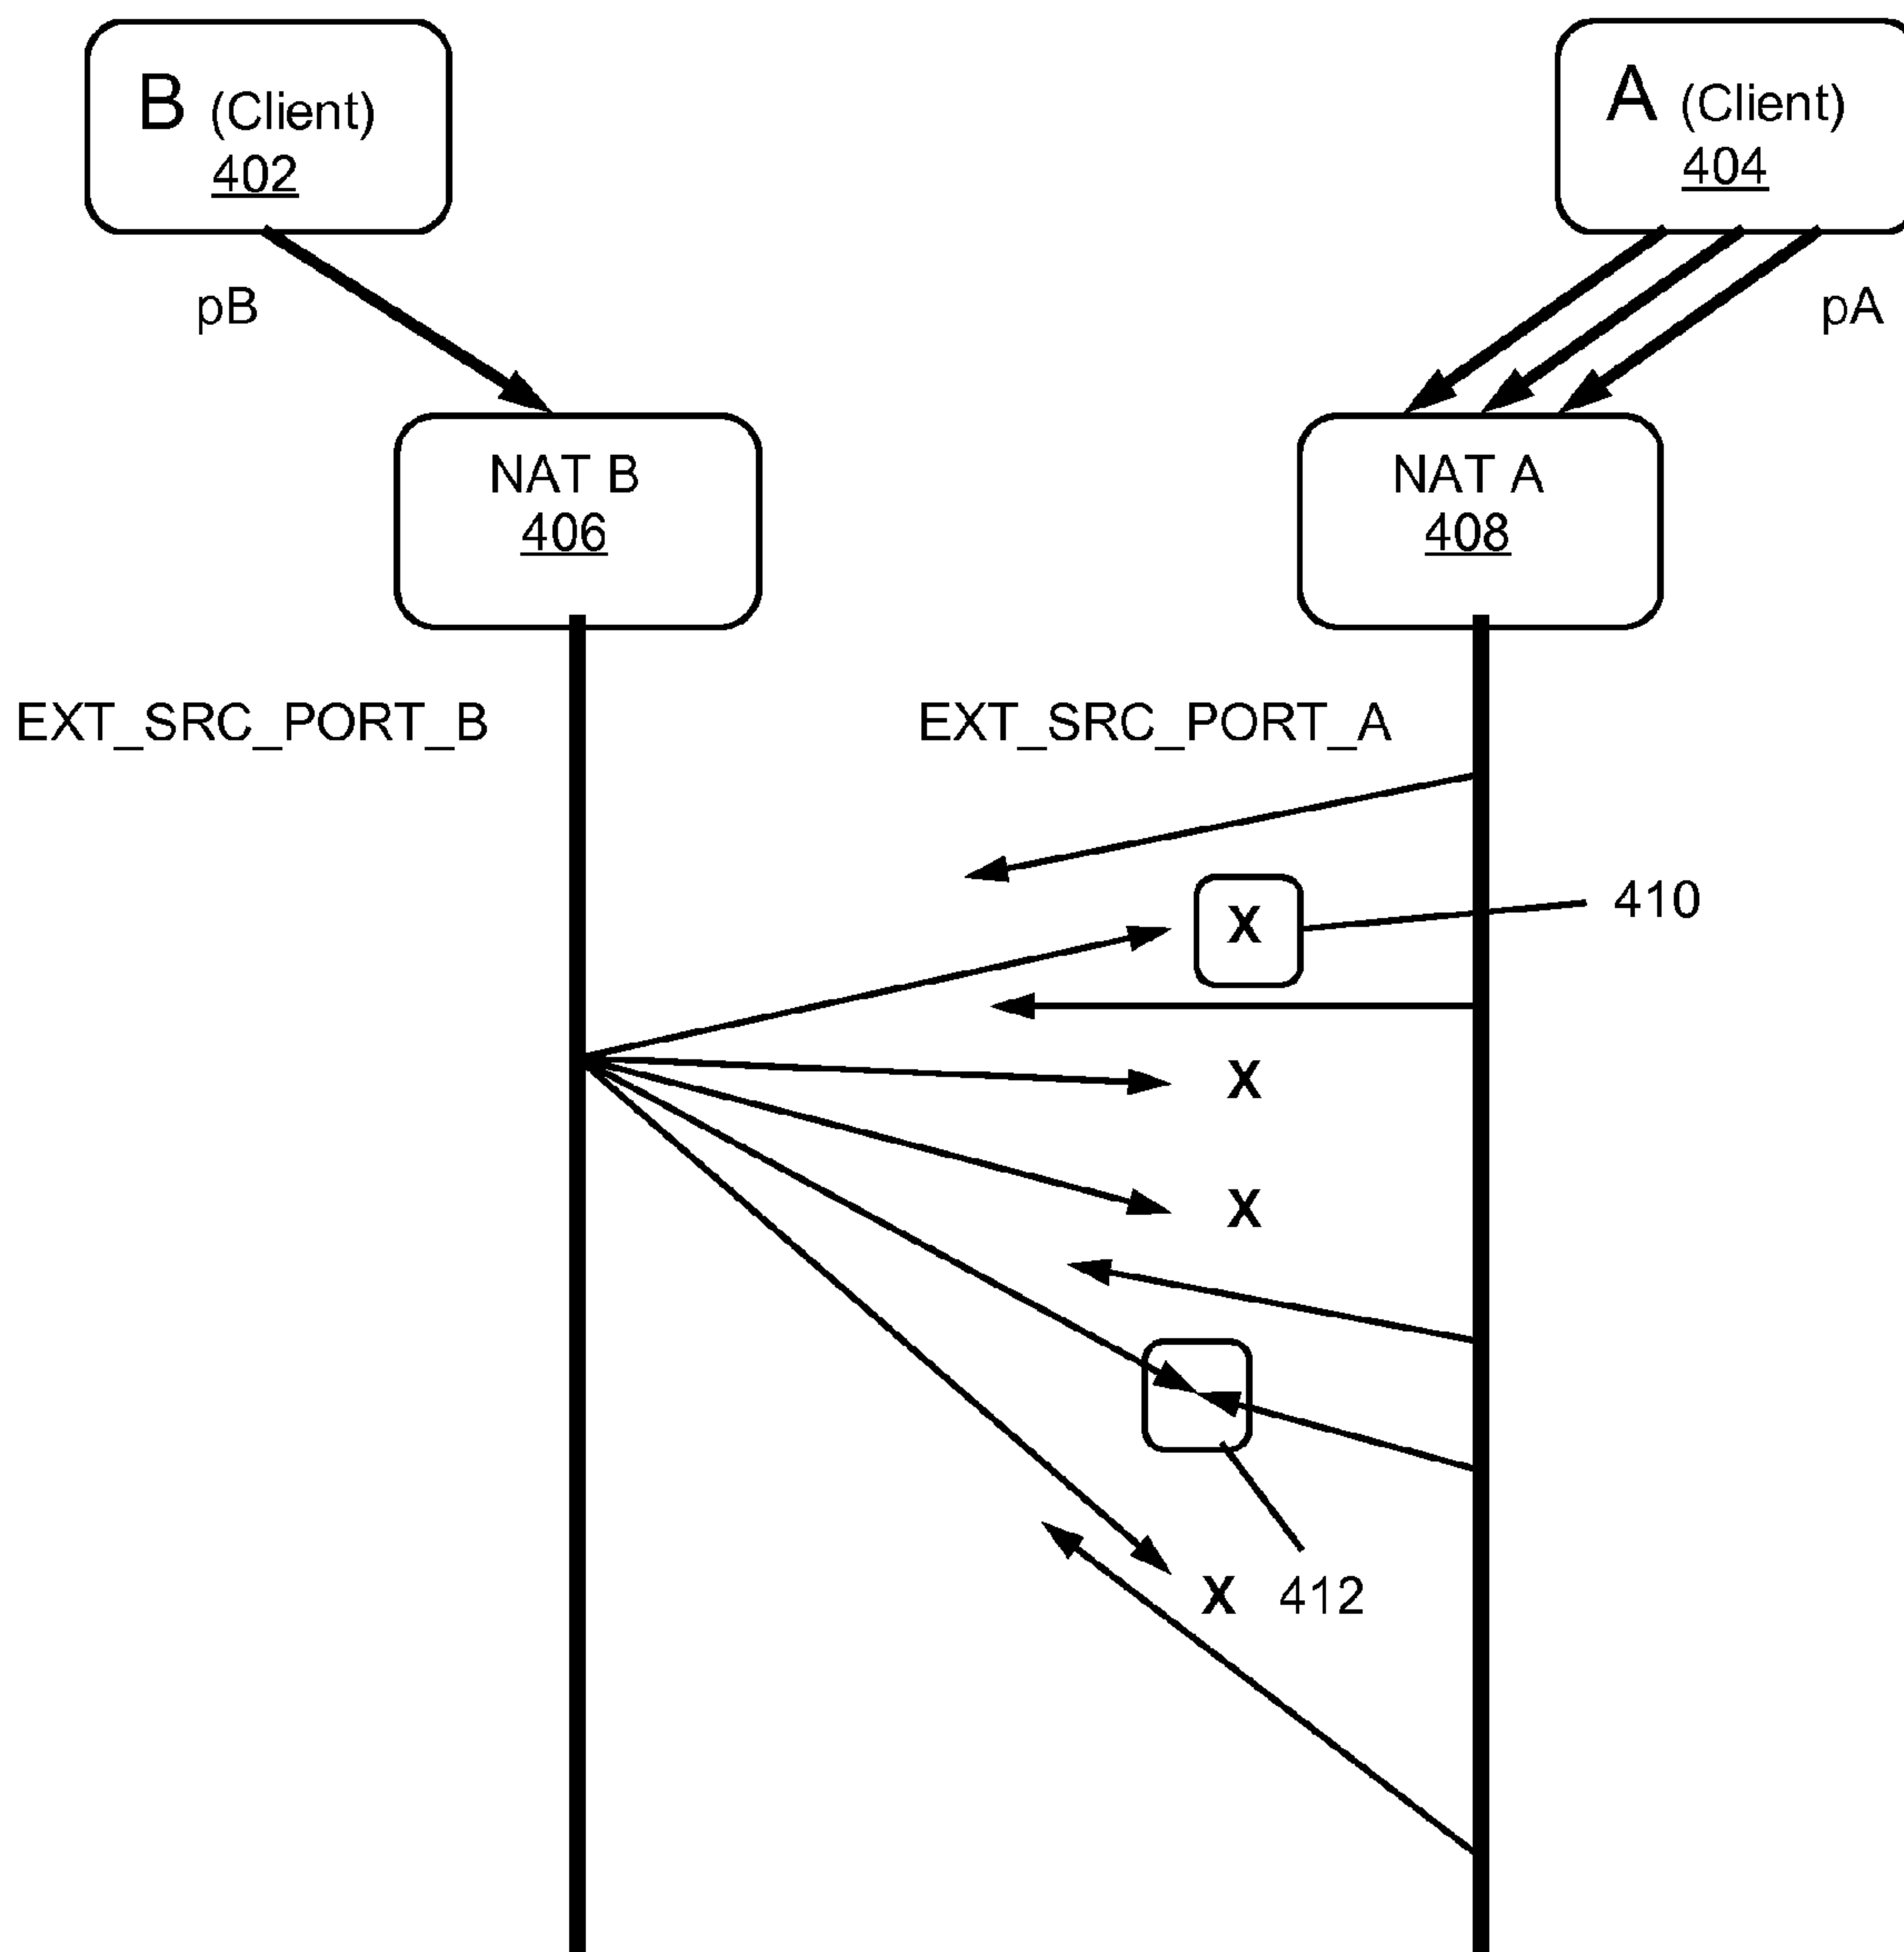 B (Client)
402
A (Client)
404
pB
pA
NAT B
406
NAT A
408
EXT_SRC_PORT_B
EXT_SRC_PORT_A
X
410
X
X
X
412